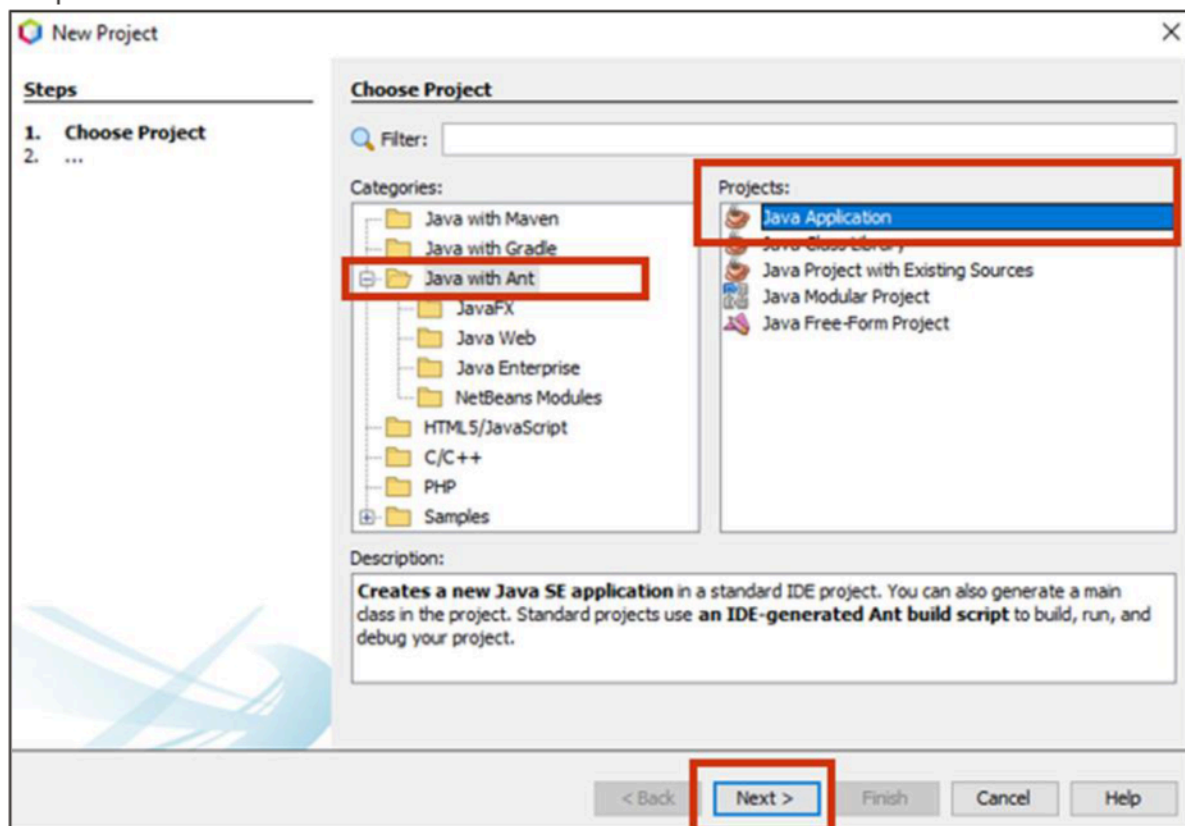 New Project
Steps
1. Choose Project
2. ...
Choose Project
Filter:
Categories:
Java with Maven
Java with Gradle
Java with Ant
JavaFX
Java Web
Java Enterprise
NetBeans Modules
HTML5/JavaScript
C/C++
PHP
Samples
Projects:
Java Application
Java Class Library
Java Project with Existing Sources
Java Modular Project
Java Free-Form Project
Description:
Creates a new Java SE application in a standard IDE project. You can also generate a main
class in the project. Standard projects use an IDE-generated Ant build script to build, run, and
debug your project.
< Back
Next >
Finish
Cancel
Help